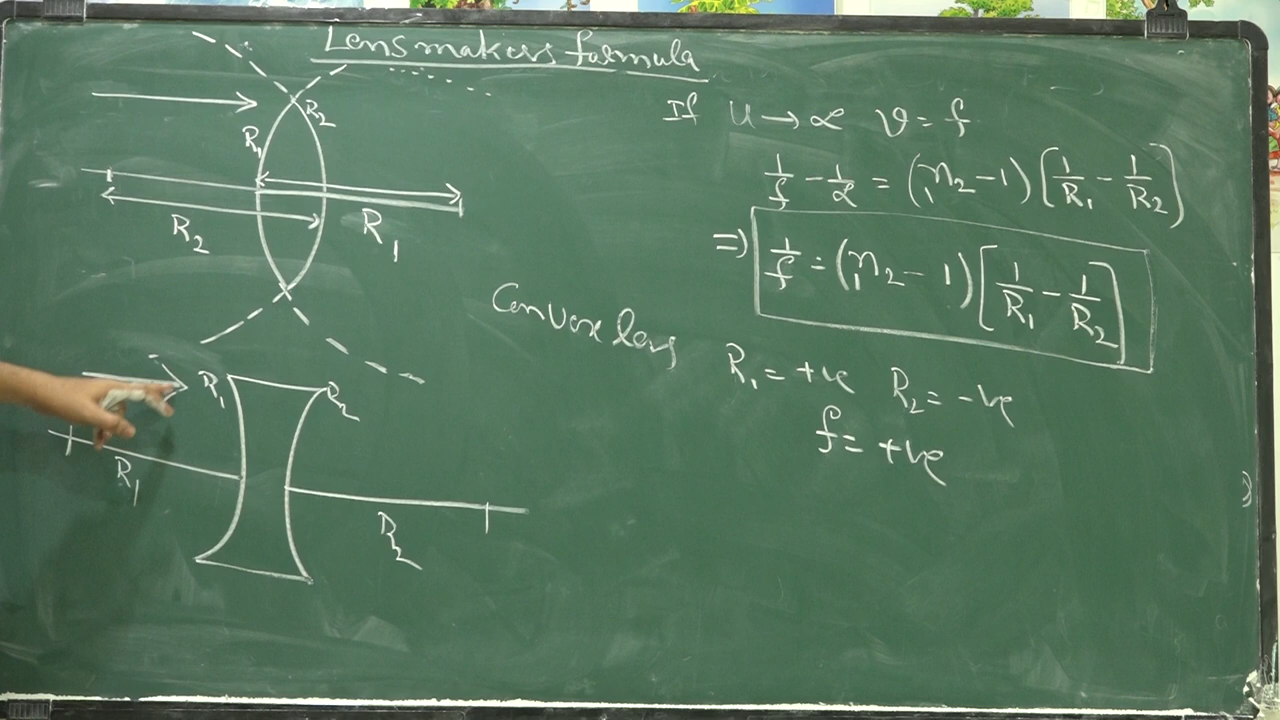 Lens makers formula
If u → ∝ v = f
R₁ R₂
1/f - 1/∝ = (₁n₂ - 1) [1/R₁ - 1/R₂]
R₂ R₁
⇒ 1/f = (₁n₂ - 1) [1/R₁ - 1/R₂]
Convex lens
R₁ = +ve R₂ = -ve
f = +ve
R₁ R₂
R₁ R₂